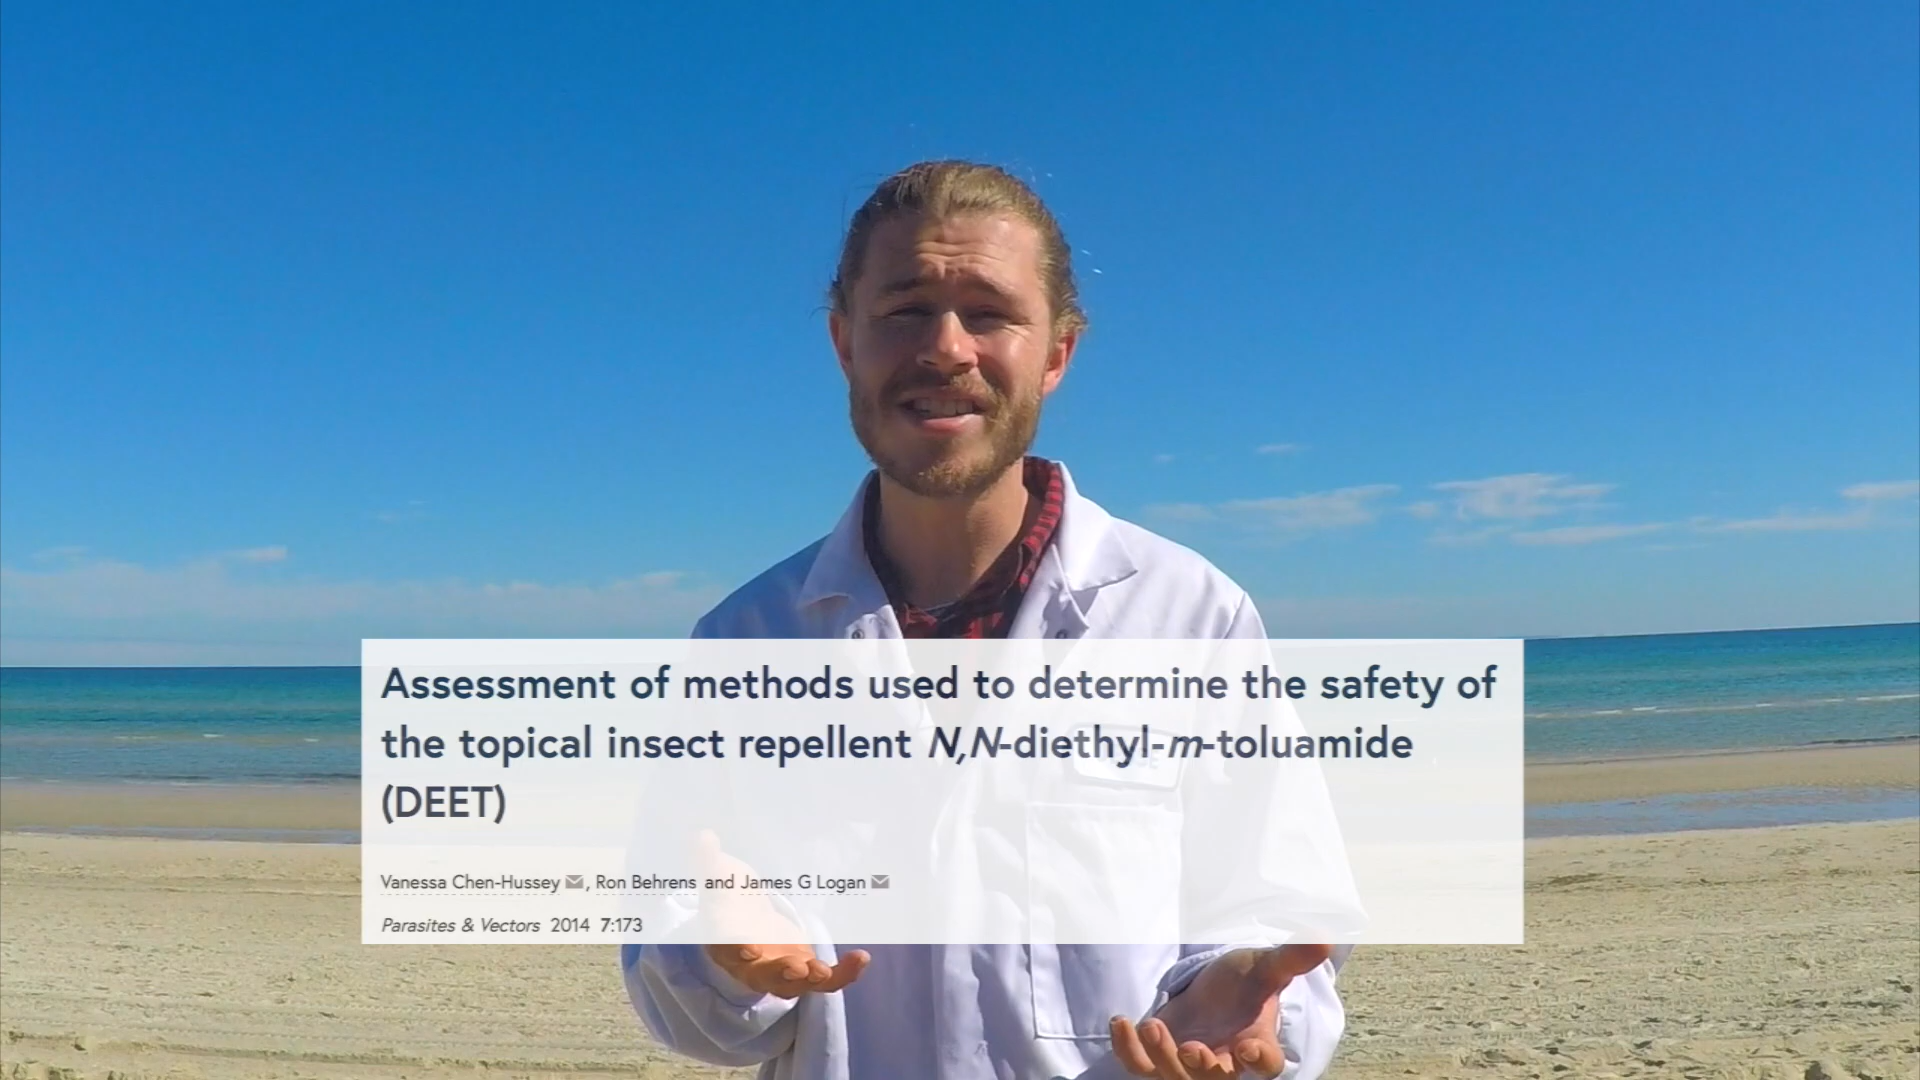 Assessment of methods used to determine the safety of
the topical insect repellent N,N-diethyl-m-toluamide
(DEET)
Vanessa Chen-Hussey, Ron Behrens and James G Logan
Parasites & Vectors 2014 7:173